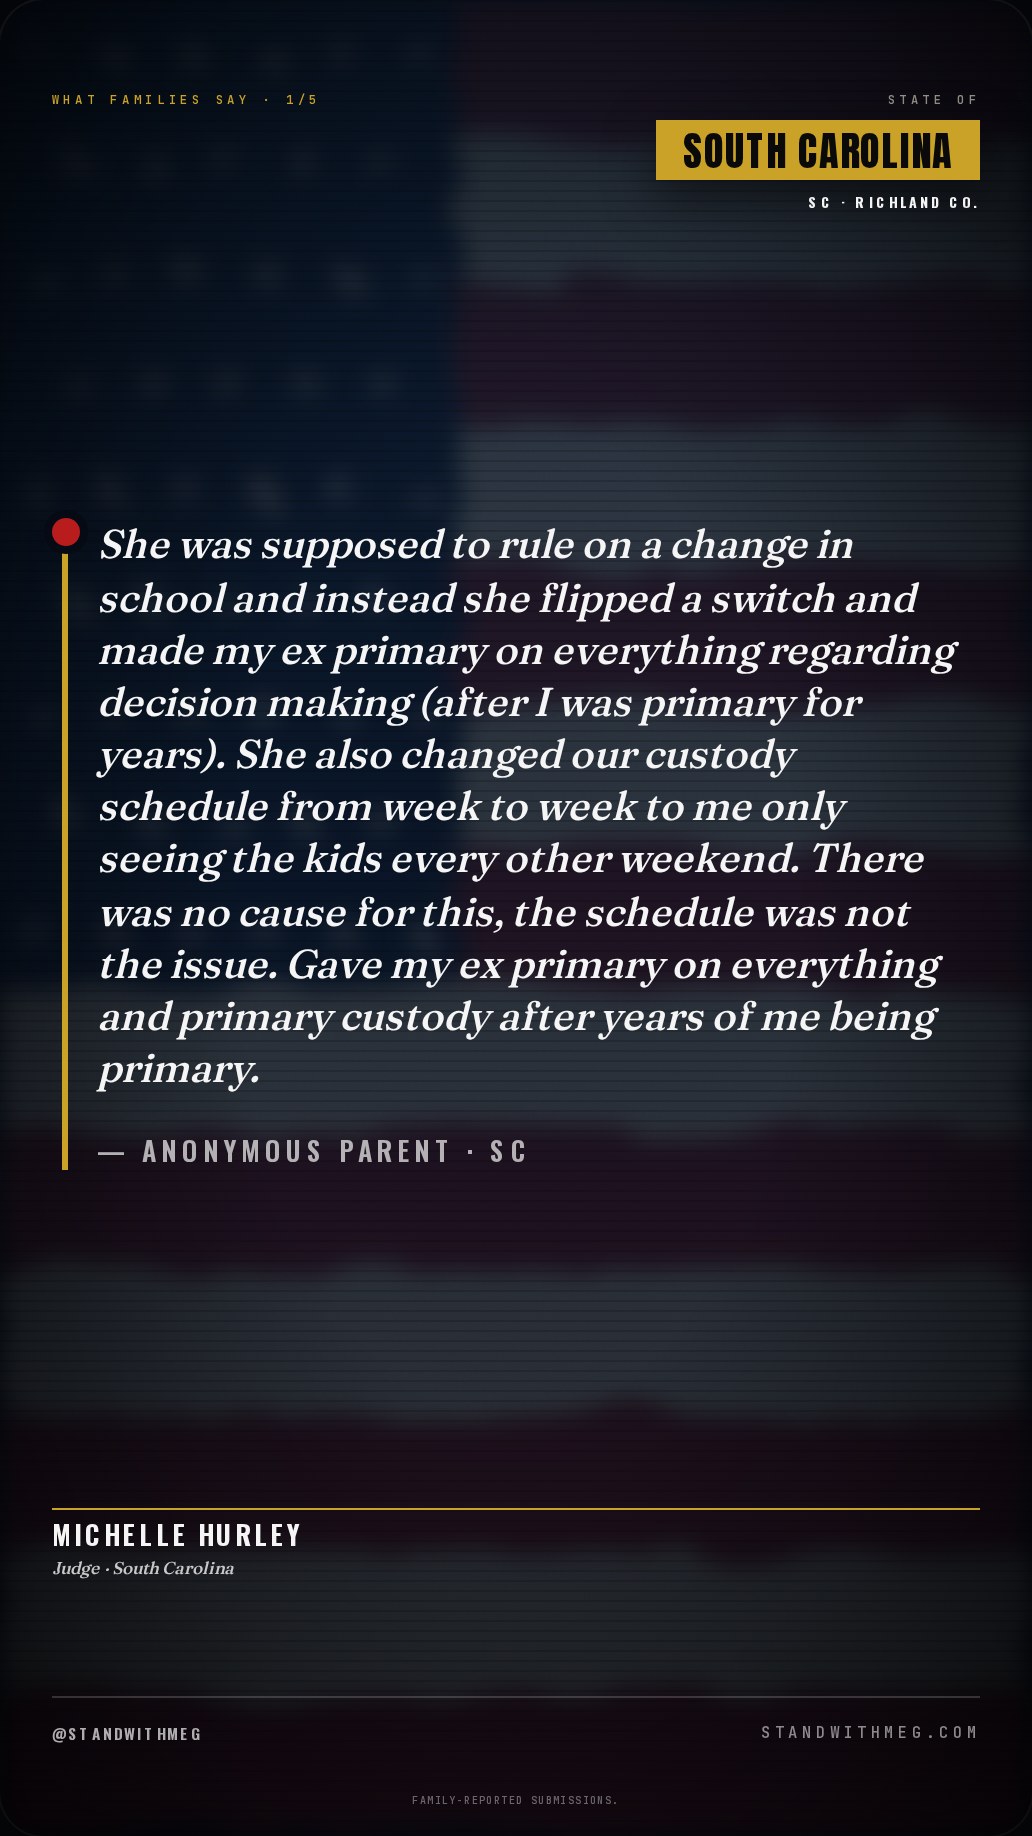 WHAT FAMILIES SAY · 1/5
STATE OF
SOUTH CAROLINA
SC · RICHLAND CO.
She was supposed to rule on a change in
school and instead she flipped a switch and
made my ex primary on everything regarding
decision making (after I was primary for
years). She also changed our custody
schedule from week to week to me only
seeing the kids every other weekend. There
was no cause for this, the schedule was not
the issue. Gave my ex primary on everything
and primary custody after years of me being
primary.
— ANONYMOUS PARENT · SC
MICHELLE HURLEY
Judge · South Carolina
@STANDWITHMEG
STANDWITHMEG.COM
FAMILY-REPORTED SUBMISSIONS.